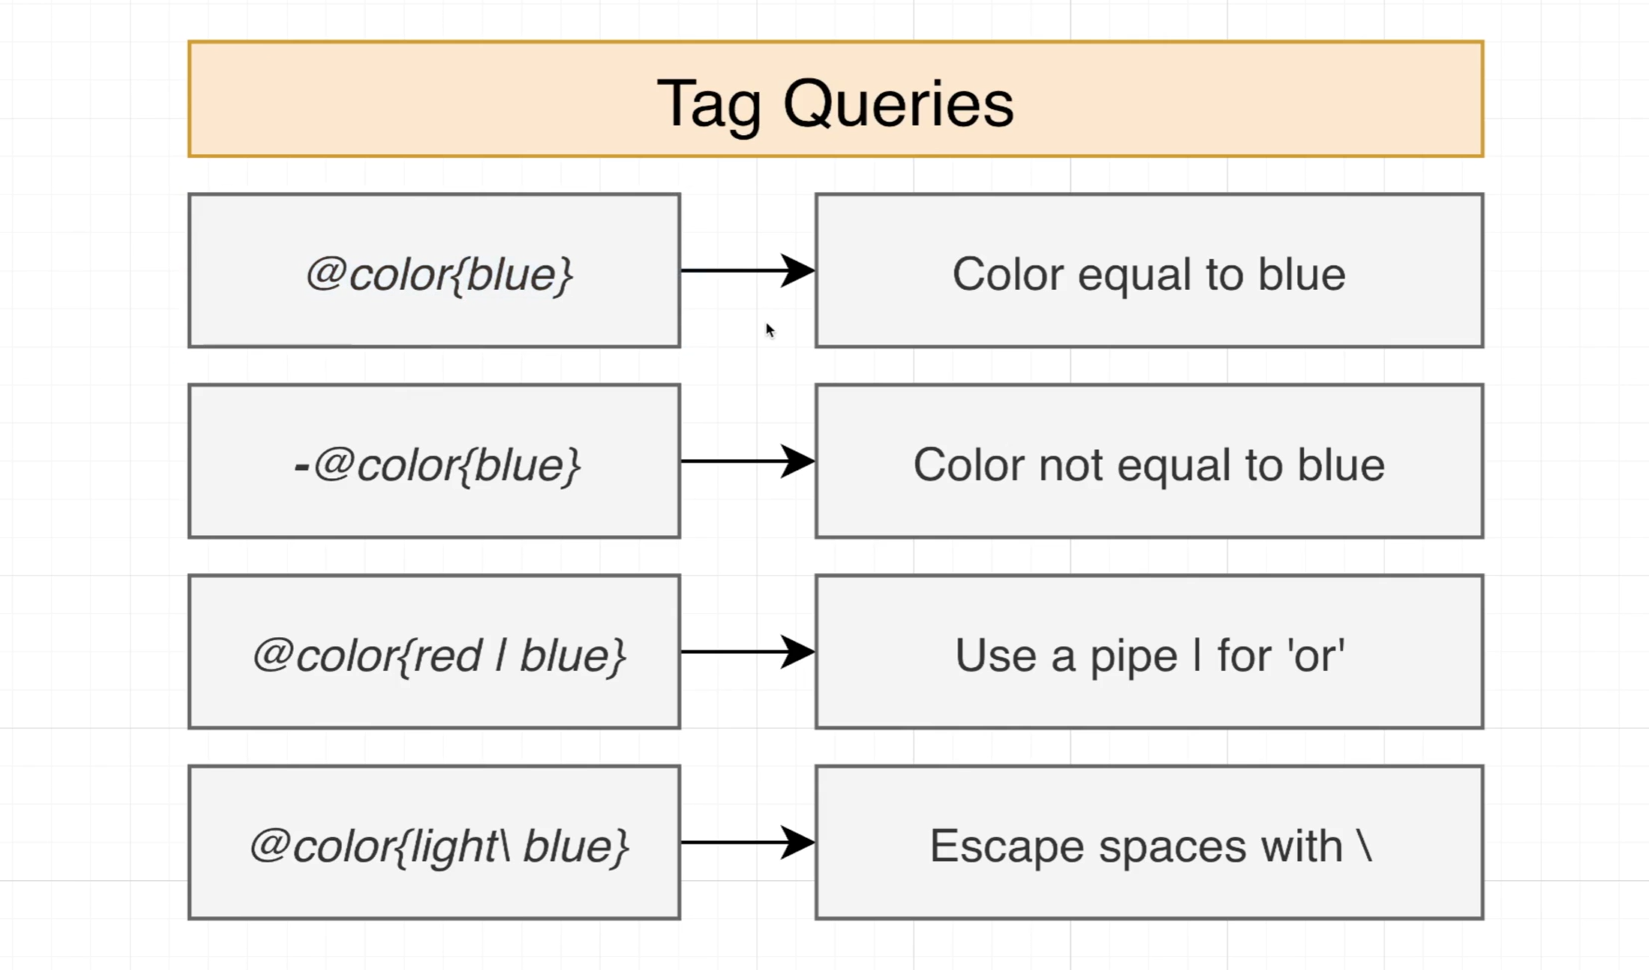 Tag Queries
@color{blue}
Color equal to blue
-@color{blue}
Color not equal to blue
@color{red | blue}
Use a pipe | for 'or'
@color{light\ blue}
Escape spaces with \